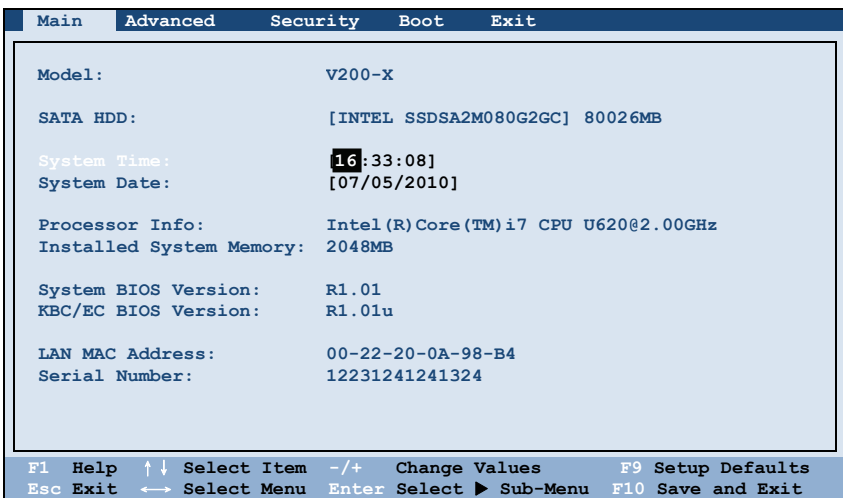 Main Advanced Security Boot Exit
Model: V200-X
SATA HDD: [INTEL SSDSA2M080G2GC] 80026MB
System Time: [16:33:08]
System Date: [07/05/2010]
Processor Info: Intel(R)Core(TM)i7 CPU U620@2.00GHz
Installed System Memory: 2048MB
System BIOS Version: R1.01
KBC/EC BIOS Version: R1.01u
LAN MAC Address: 00-22-20-0A-98-B4
Serial Number: 12231241241324
F1 Help ↑↓ Select Item -/+ Change Values F9 Setup Defaults
Esc Exit ←→ Select Menu Enter Select ▶ Sub-Menu F10 Save and Exit